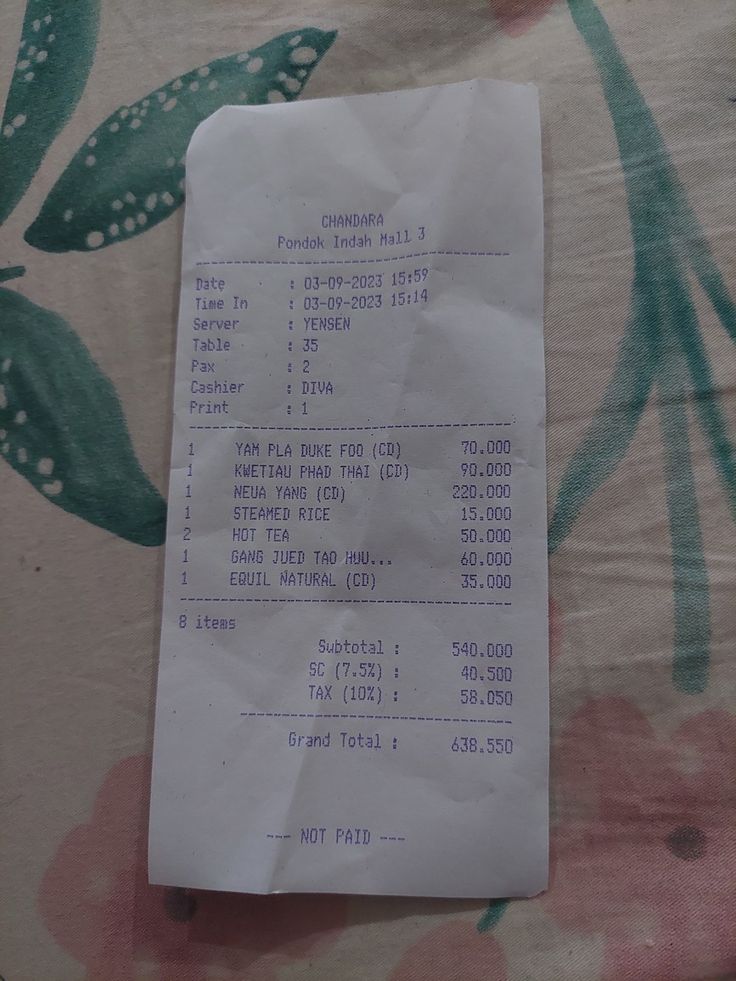 CHANDARA
Pondok Indah Mall 3
Date : 03-09-2023 15:59
Time In : 03-09-2023 15:14
Server : YENSEN
Table : 35
Pax : 2
Cashier : DIVA
Print : 1
1 YAM PLA DUKE FOO (CD) 70.000
1 KWETIAU PHAD THAI (CD) 90.000
1 NEUA YANG (CD) 220.000
1 STEAMED RICE 15.000
2 HOT TEA 50.000
1 GANG JUED TAO HUU... 60.000
1 EQUIL NATURAL (CD) 35.000
8 items
Subtotal : 540.000
SC (7.5%) : 40.500
TAX (10%) : 58.050
Grand Total : 638.550
--- NOT PAID ---